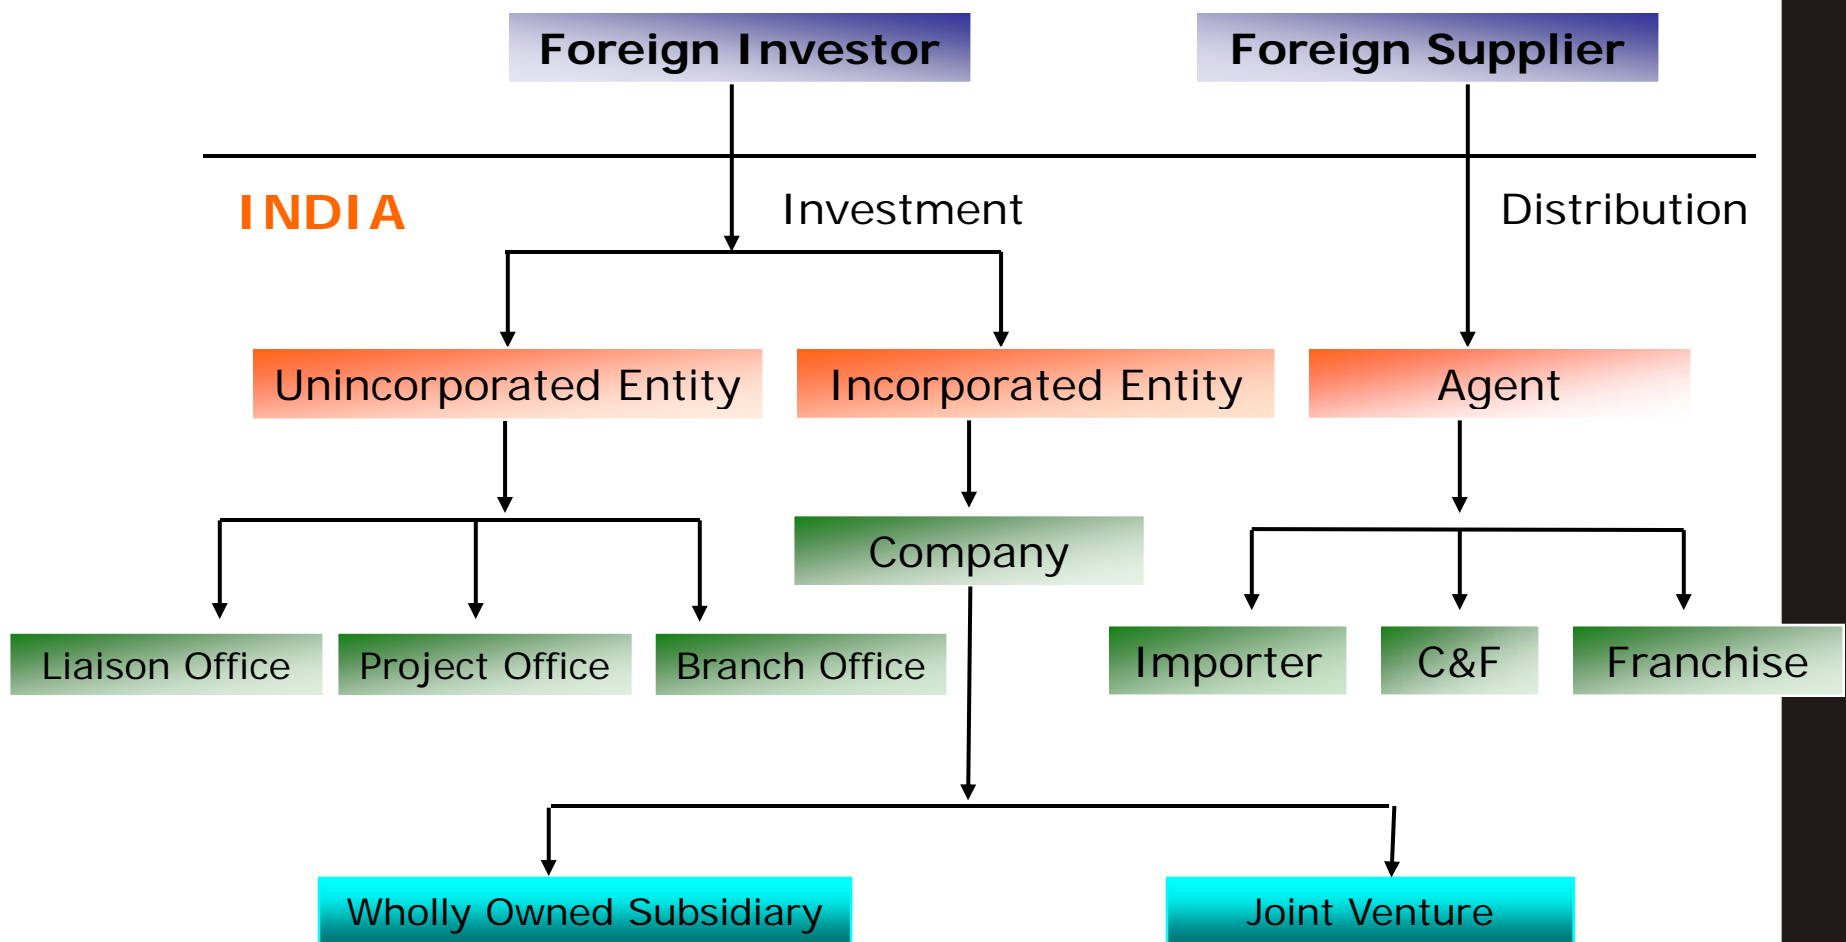 Foreign Investor
Foreign Supplier
INDIA
Investment
Distribution
Unincorporated Entity
Incorporated Entity
Agent
Company
Liaison Office
Project Office
Branch Office
Importer
C&F
Franchise
Wholly Owned Subsidiary
Joint Venture